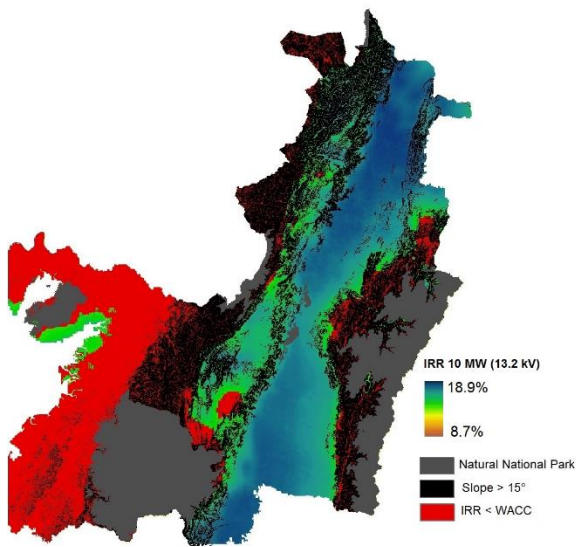 IRR 10 MW (13.2 kV)
18.9%
8.7%
Natural National Park
Slope > 15°
IRR < WACC